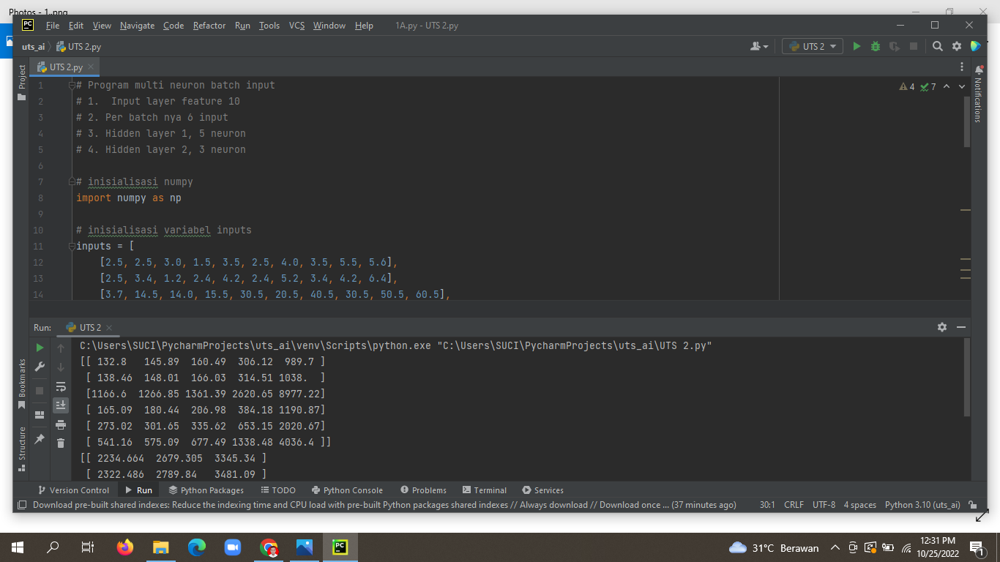 Photos - 1..png
PC File Edit View Navigate Code Refactor Run Tools VCS Window Help 1A.py - UTS 2.py
uts_ai UTS 2.py UTS 2
Project
UTS 2.py
Notifications
4 7
1 # Program multi neuron batch input
2 # 1.  Input layer feature 10
3 # 2. Per batch nya 6 input
4 # 3. Hidden layer 1, 5 neuron
5 # 4. Hidden layer 2, 3 neuron
6
7 # inisialisasi numpy
8 import numpy as np
9
10 # inisialisasi variabel inputs
11 inputs = [
12 [2.5, 2.5, 3.0, 1.5, 3.5, 2.5, 4.0, 3.5, 5.5, 5.6],
13 [2.5, 3.4, 1.2, 2.4, 4.2, 2.4, 5.2, 3.4, 4.2, 6.4],
14 [3.7, 14.5, 14.0, 15.5, 30.5, 20.5, 40.5, 30.5, 50.5, 60.5],
Run: UTS 2
C:\Users\SUCI\PycharmProjects\uts_ai\venv\Scripts\python.exe "C:\Users\SUCI\PycharmProjects\uts_ai\UTS 2.py"
[[ 132.8   145.89  160.49  306.12  989.7 ]
[ 138.46  148.01  166.03  314.51 1038.  ]
[1166.6  1266.85 1361.39 2620.65 8977.22]
[ 165.09  180.44  206.98  384.18 1190.87]
[ 273.02  301.65  335.62  653.15 2020.67]
[ 541.16  575.09  677.49 1338.48 4036.4 ]]
[[ 2234.664  2679.305  3345.34 ]
[ 2322.486  2789.84   3481.09 ]
Bookmarks
Structure
Version Control Run Python Packages TODO Python Console Problems Terminal Services
Download pre-built shared indexes: Reduce the indexing time and CPU load with pre-built Python packages shared indexes // Always download // Download once ... (37 minutes ago) 30:1 CRLF UTF-8 4 spaces Python 3.10 (uts_ai)
PC 31°C Berawan 12:31 PM
10/25/2022 1